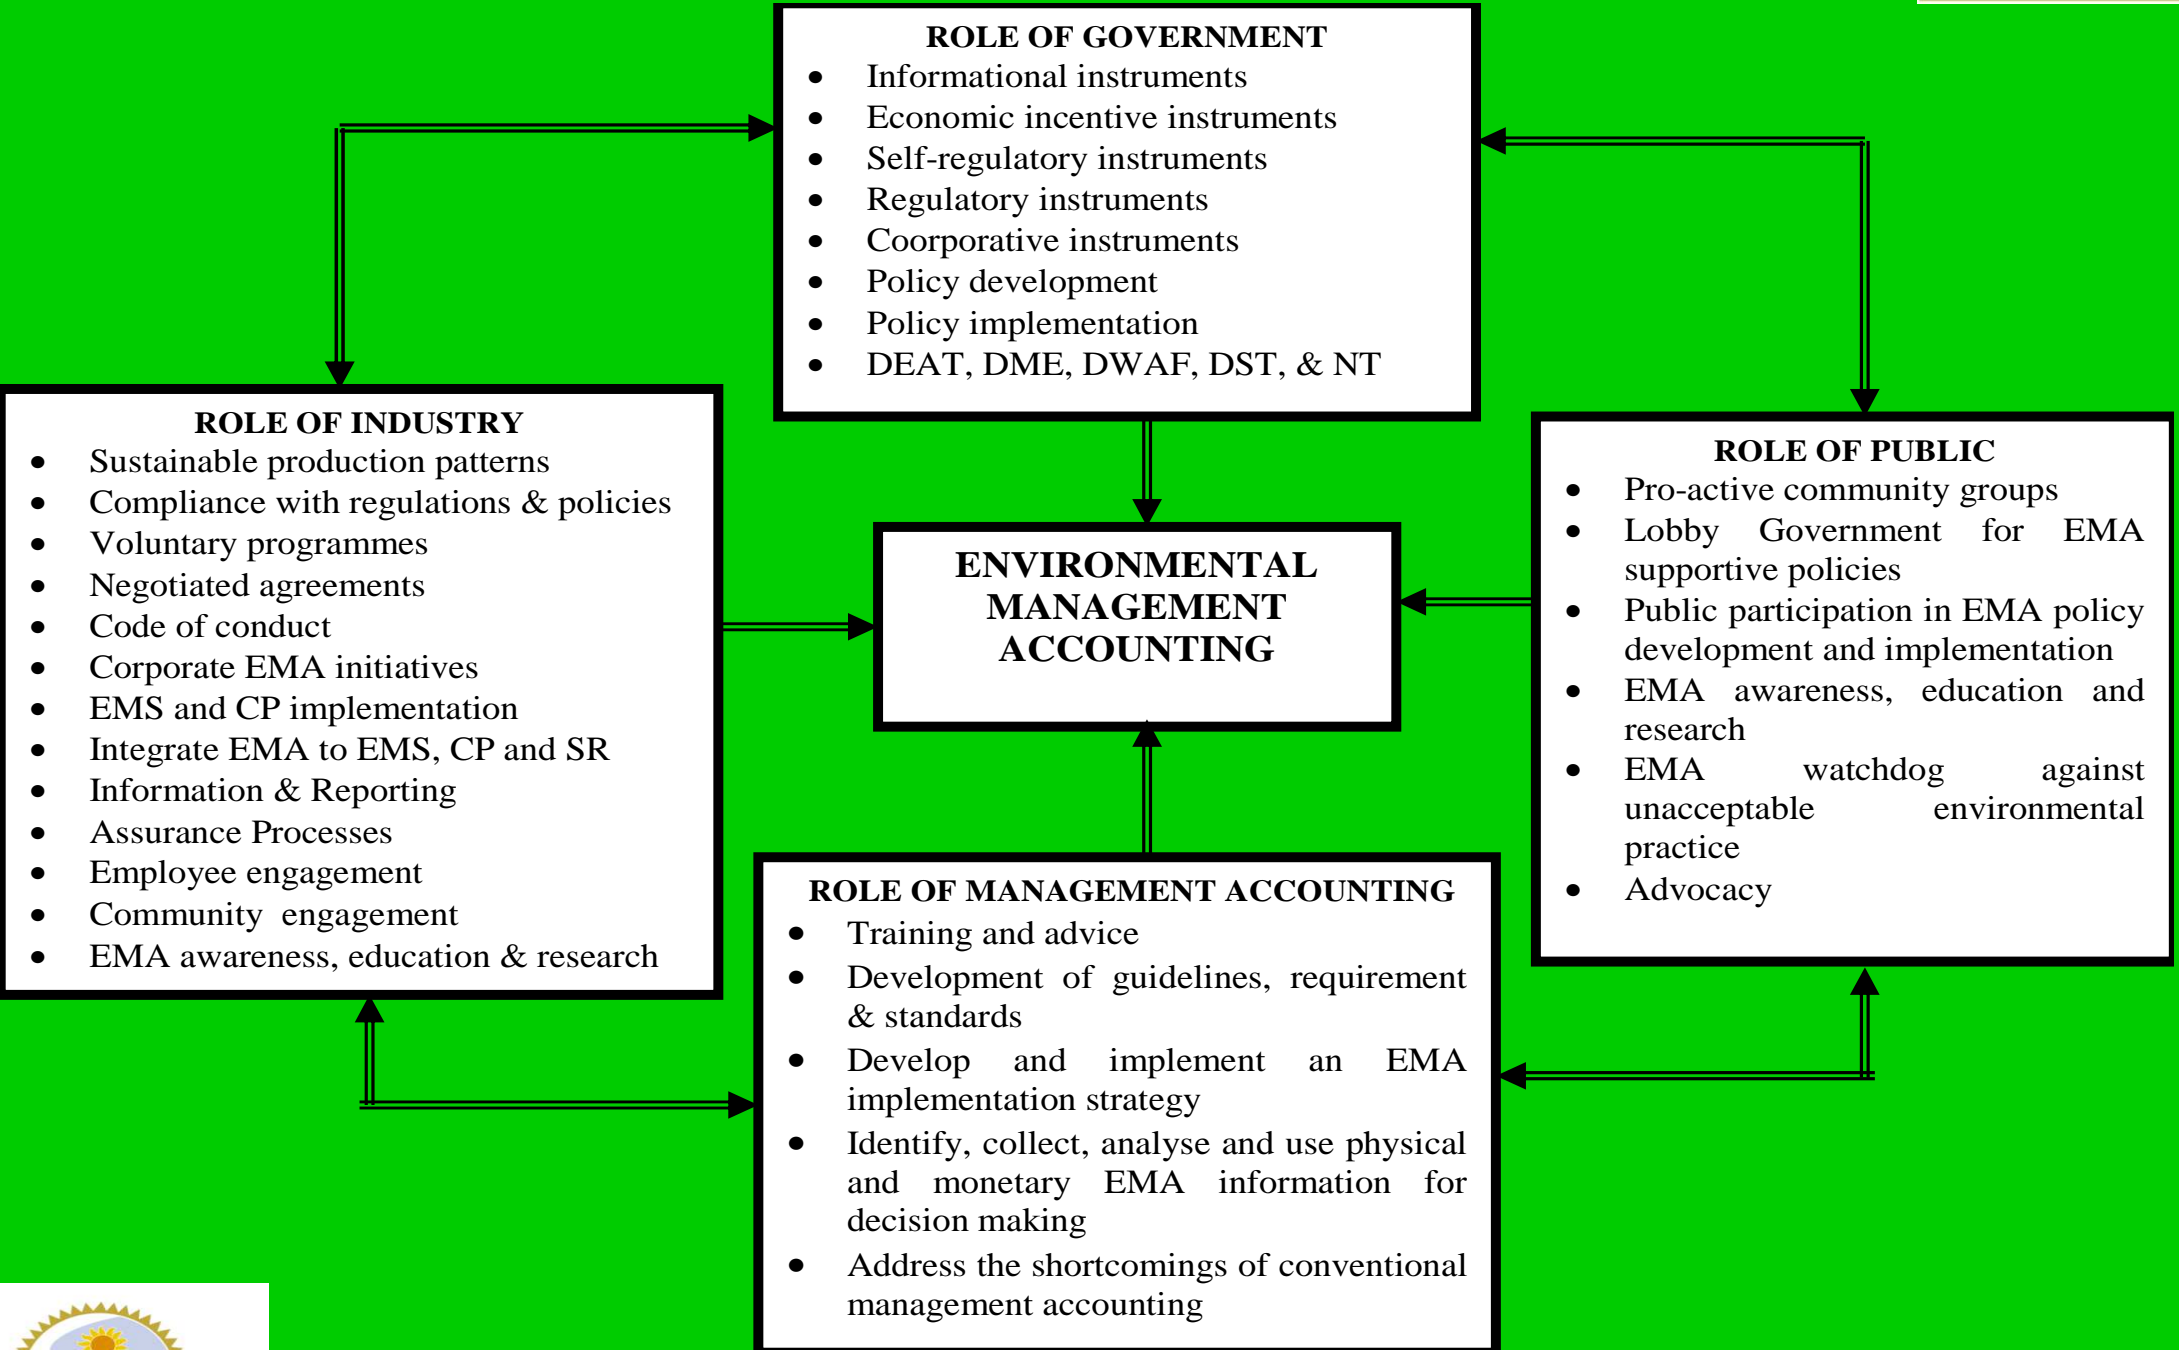 ROLE OF GOVERNMENT
• Informational instruments
• Economic incentive instruments
• Self-regulatory instruments
• Regulatory instruments
• Coorporative instruments
• Policy development
• Policy implementation
• DEAT, DME, DWAF, DST, & NT
ROLE OF INDUSTRY
• Sustainable production patterns
• Compliance with regulations & policies
• Voluntary programmes
• Negotiated agreements
• Code of conduct
• Corporate EMA initiatives
• EMS and CP implementation
• Integrate EMA to EMS, CP and SR
• Information & Reporting
• Assurance Processes
• Employee engagement
• Community engagement
• EMA awareness, education & research
ENVIRONMENTAL
MANAGEMENT
ACCOUNTING
ROLE OF PUBLIC
• Pro-active community groups
• Lobby Government for EMA
supportive policies
• Public participation in EMA policy
development and implementation
• EMA awareness, education and
research
• EMA watchdog against
unacceptable environmental
practice
• Advocacy
ROLE OF MANAGEMENT ACCOUNTING
• Training and advice
• Development of guidelines, requirement
& standards
• Develop and implement an EMA
implementation strategy
• Identify, collect, analyse and use physical
and monetary EMA information for
decision making
• Address the shortcomings of conventional
management accounting